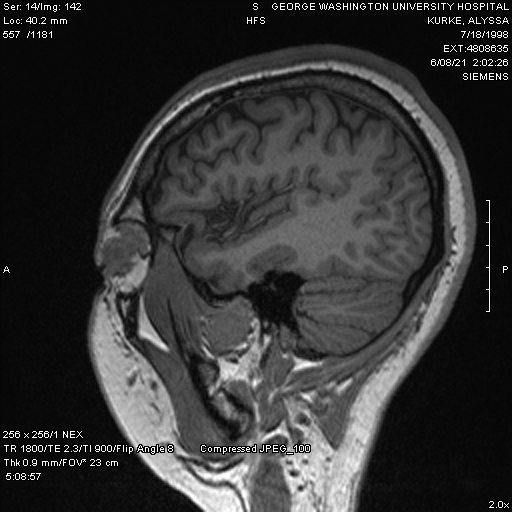 Ser: 14/Img: 142
Loc: 40.2 mm
557 /1181
S
HFS
GEORGE WASHINGTON UNIVERSITY HOSPITAL
KURKE, ALYSSA
7/18/1998
EXT:4808635
6/08/21 2:02:26
SIEMENS
A
P
256 x 256/1 NEX
TR 1800/TE 2.3/TI 900/Flip Angle 8
Compressed JPEG_100
Thk 0.9 mm/FOV* 23 cm
5:08:57
2.0x